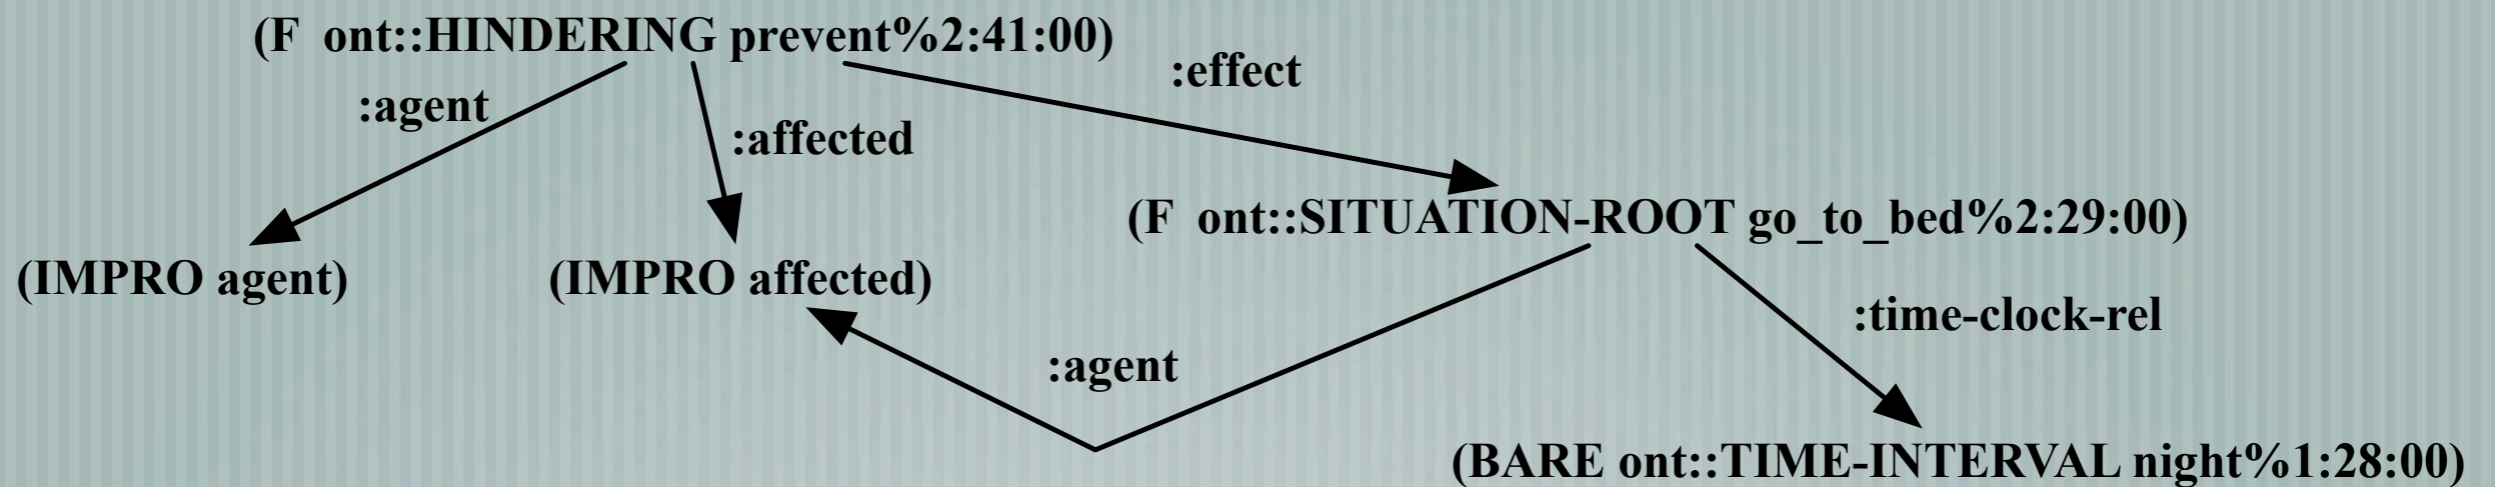 (F ont::HINDERING prevent%2:41:00)
:effect
:agent
:affected
(F ont::SITUATION-ROOT go_to_bed%2:29:00)
(IMPRO agent)
(IMPRO affected)
:time-clock-rel
:agent
(BARE ont::TIME-INTERVAL night%1:28:00)